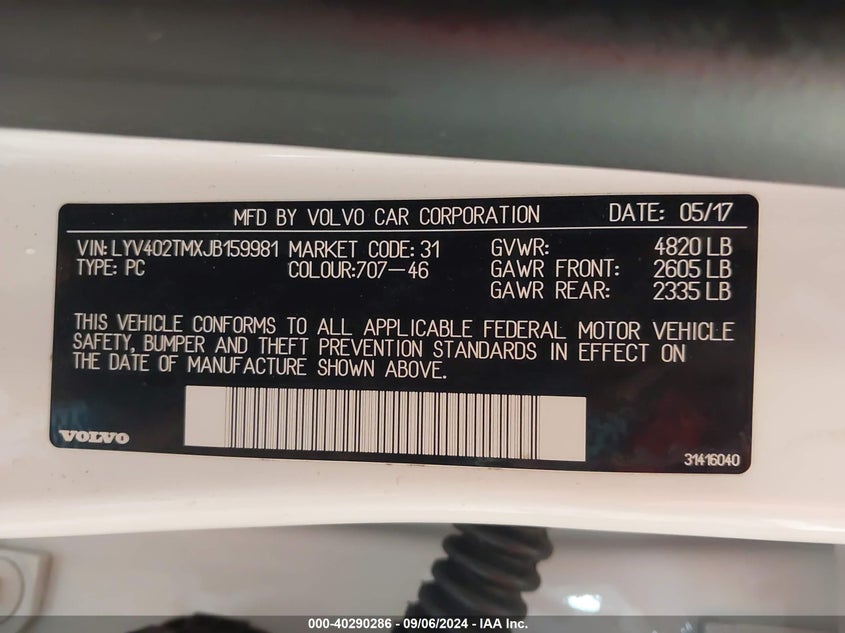 MFD BY VOLVO CAR CORPORATION DATE: 05/17
VIN: LYV402TMXJB159981 MARKET CODE: 31 GVWR: 4820 LB
TYPE: PC COLOUR:707-46 GAWR FRONT: 2605 LB
GAWR REAR: 2335 LB
THIS VEHICLE CONFORMS TO ALL APPLICABLE FEDERAL MOTOR VEHICLE
SAFETY, BUMPER AND THEFT PREVENTION STANDARDS IN EFFECT ON
THE DATE OF MANUFACTURE SHOWN ABOVE.
VOLVO
31416040
000-40290286 - 09/06/2024 - IAA Inc.